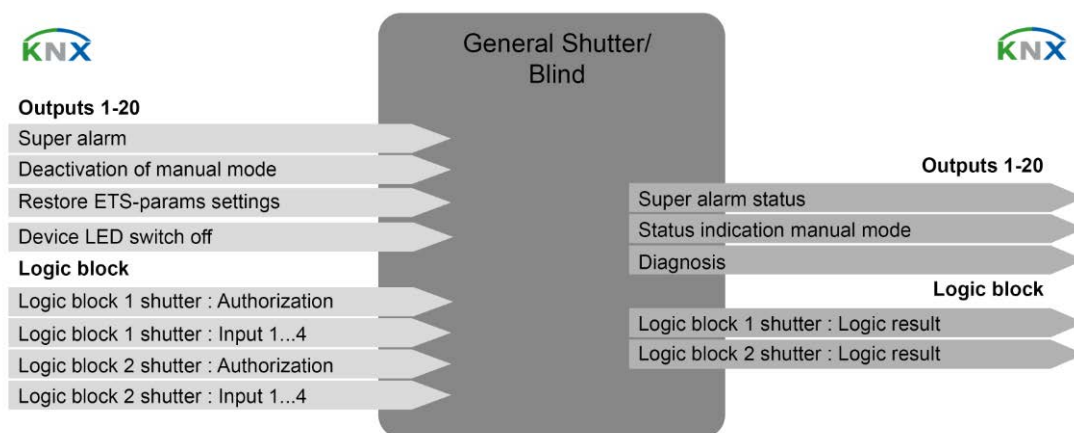 General Shutter/
Blind
KNX
KNX
Outputs 1-20
Super alarm
Deactivation of manual mode
Restore ETS-params settings
Device LED switch off
Logic block
Logic block 1 shutter : Authorization
Logic block 1 shutter : Input 1...4
Logic block 2 shutter : Authorization
Logic block 2 shutter : Input 1...4
Outputs 1-20
Super alarm status
Status indication manual mode
Diagnosis
Logic block
Logic block 1 shutter : Logic result
Logic block 2 shutter : Logic result